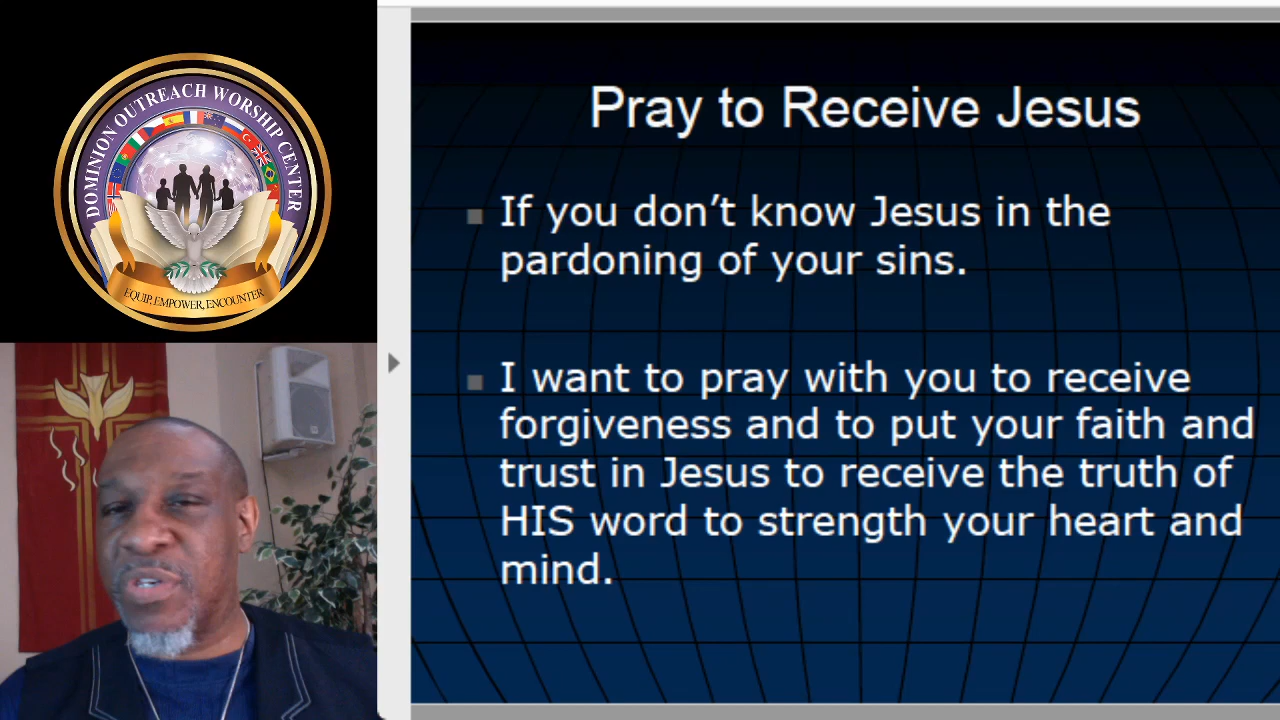 DOMINION OUTREACH WORSHIP CENTER
EQUIP, EMPOWER, ENCOUNTER
Pray to Receive Jesus
If you don’t know Jesus in the
pardoning of your sins.
I want to pray with you to receive
forgiveness and to put your faith and
trust in Jesus to receive the truth of
HIS word to strength your heart and
mind.